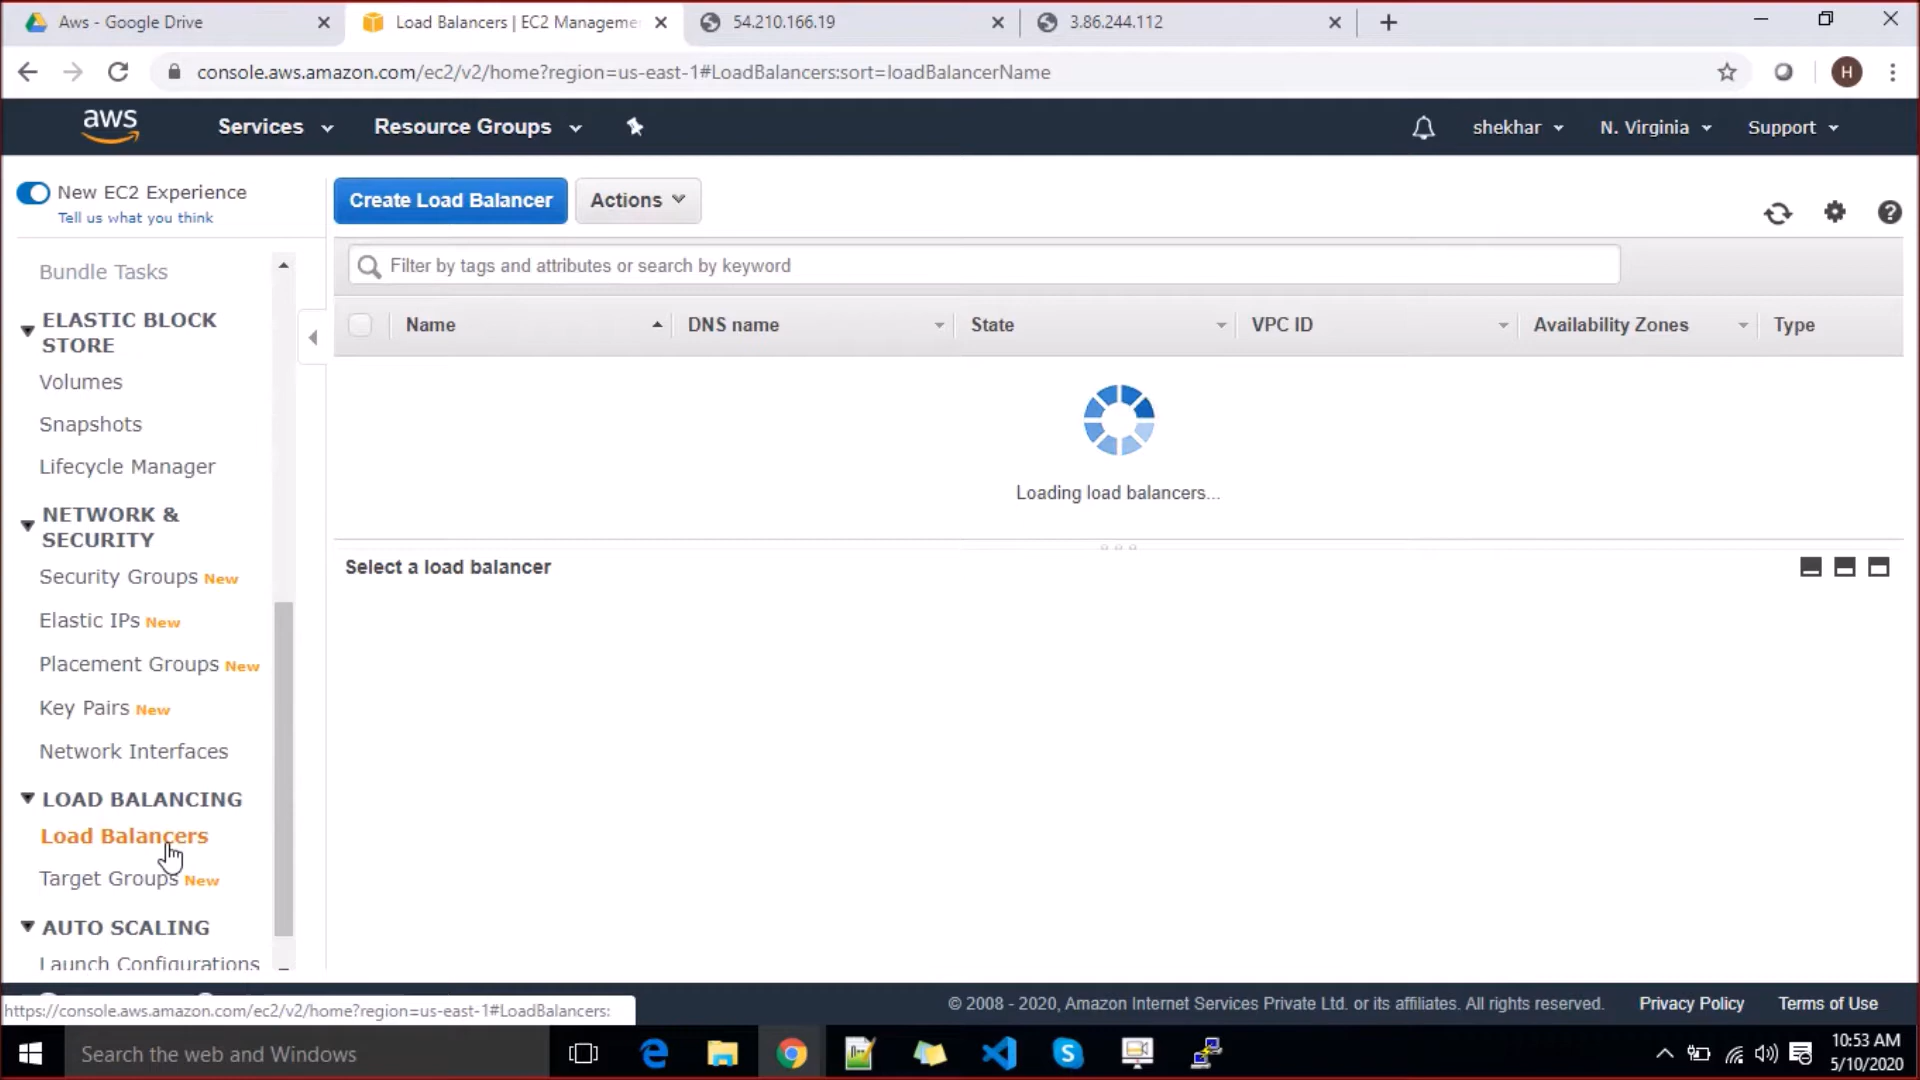 Aws - Google Drive
Load Balancers | EC2 Manageme
54.210.166.19
3.86.244.112
console.aws.amazon.com/ec2/v2/home?region=us-east-1#LoadBalancers:sort=loadBalancerName
H
aws
Services
Resource Groups
shekhar
N. Virginia
Support
New EC2 Experience
Tell us what you think
Create Load Balancer
Actions
Filter by tags and attributes or search by keyword
Name
DNS name
State
VPC ID
Availability Zones
Type
Loading load balancers...
Select a load balancer
Bundle Tasks
ELASTIC BLOCK
STORE
Volumes
Snapshots
Lifecycle Manager
NETWORK &
SECURITY
Security Groups New
Elastic IPs New
Placement Groups New
Key Pairs New
Network Interfaces
LOAD BALANCING
Load Balancers
Target Groups New
AUTO SCALING
Launch Configurations
https://console.aws.amazon.com/ec2/v2/home?region=us-east-1#LoadBalancers:
© 2008 - 2020, Amazon Internet Services Private Ltd. or its affiliates. All rights reserved.
Privacy Policy
Terms of Use
Search the web and Windows
10:53 AM
5/10/2020